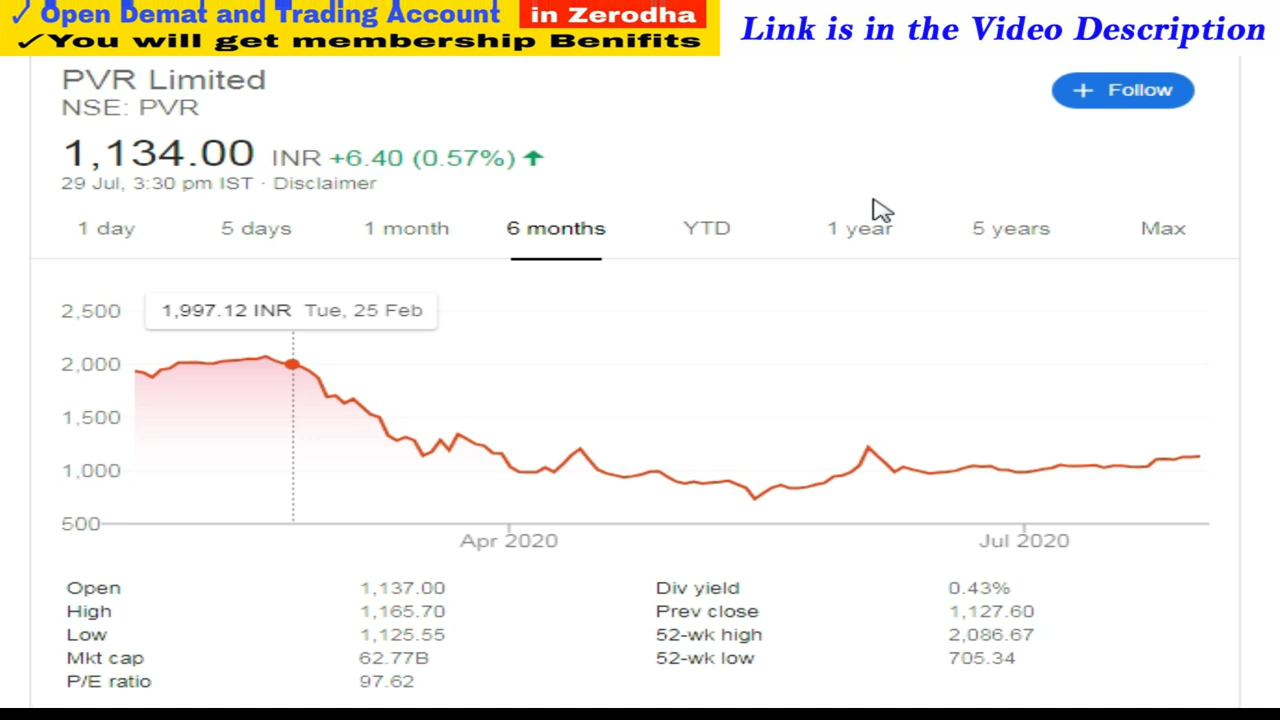 ✓ Open Demat and Trading Account in Zerodha
✓You will get membership Benifits
Link is in the Video Description
PVR Limited
NSE: PVR
+ Follow
1,134.00 INR +6.40 (0.57%) ↑
29 Jul, 3:30 pm IST · Disclaimer
1 day 5 days 1 month 6 months YTD 1 year 5 years Max
1,997.12 INR Tue, 25 Feb
2,500
2,000
1,500
1,000
500
Apr 2020 Jul 2020
Open 1,137.00 Div yield 0.43%
High 1,165.70 Prev close 1,127.60
Low 1,125.55 52-wk high 2,086.67
Mkt cap 62.77B 52-wk low 705.34
P/E ratio 97.62